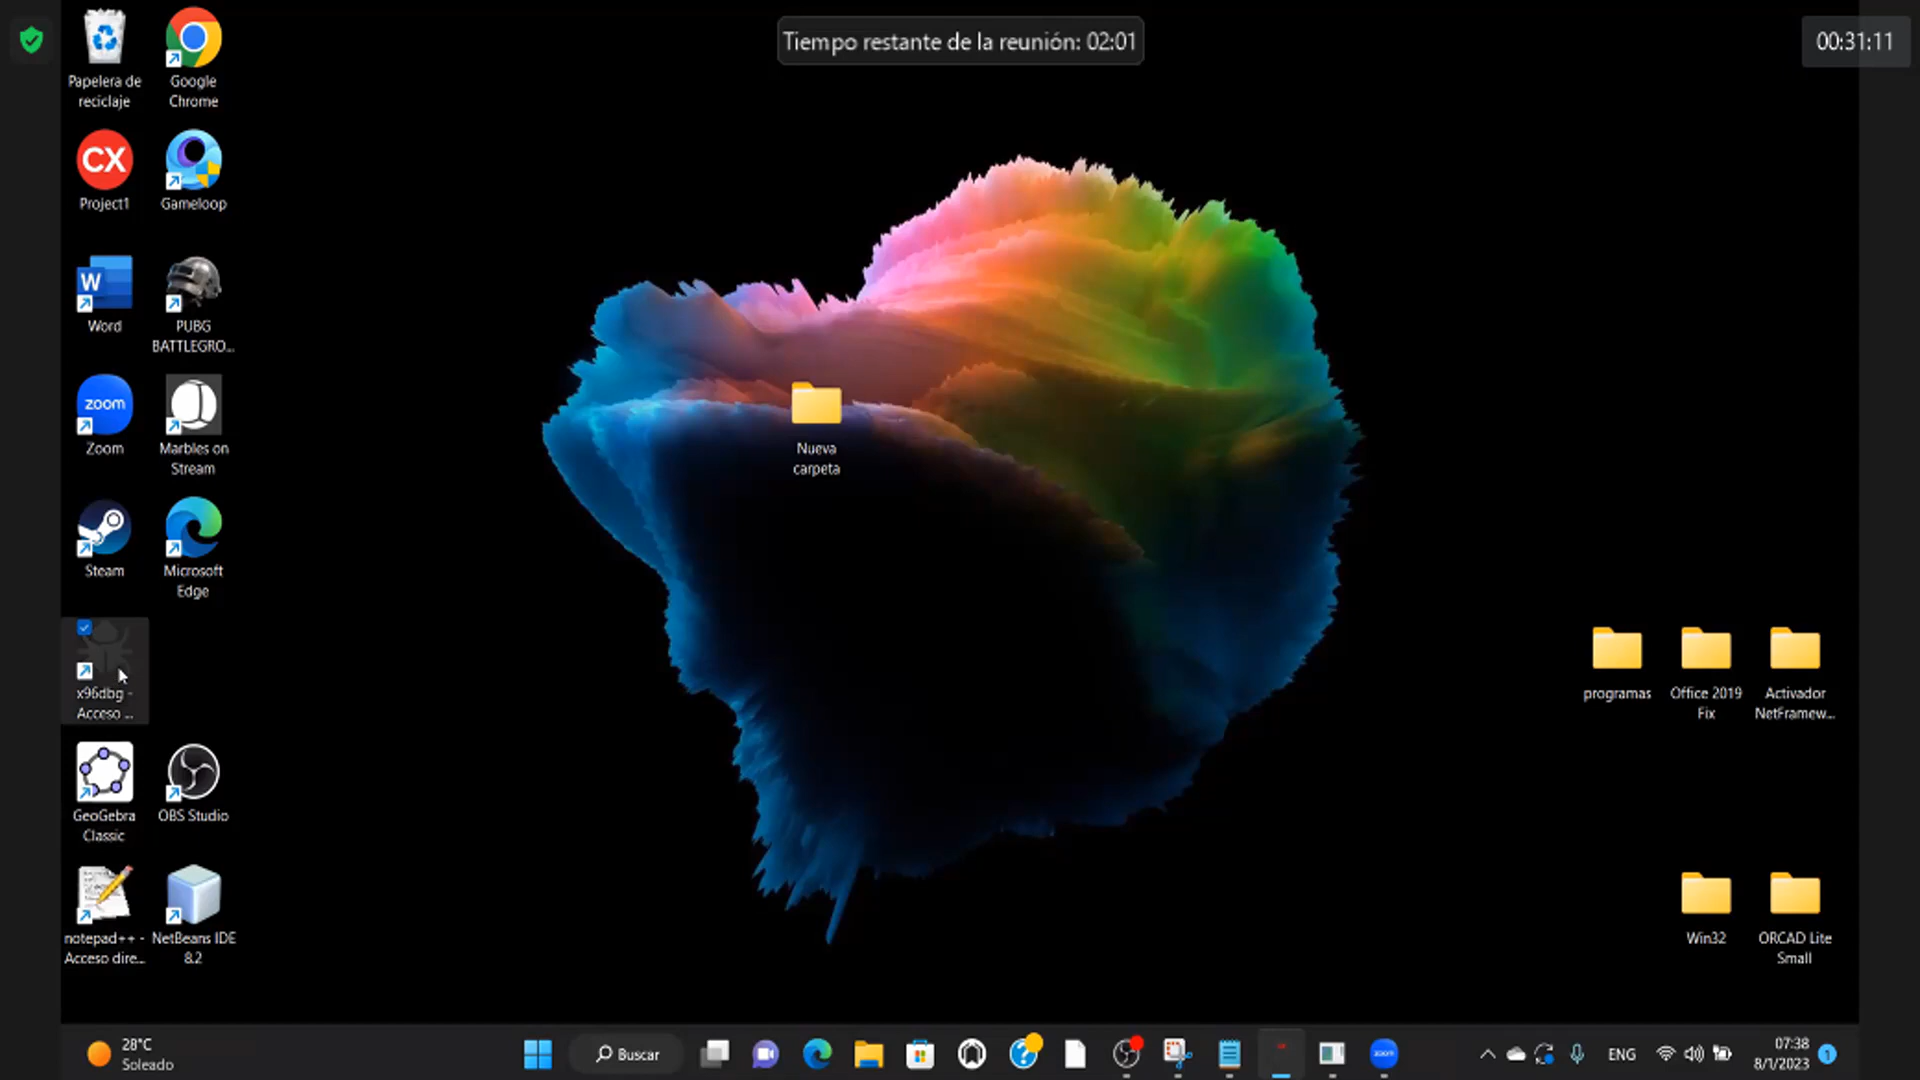 Tiempo restante de la reunión: 02:01
00:31:11
Papelera de
reciclaje
Google
Chrome
CX
Project1
Gameloop
W
Word
PUBG
BATTLEGRO...
zoom
Zoom
Marbles on
Stream
Steam
Microsoft
Edge
Nueva
carpeta
x96dbg -
Acceso ...
programas
Office 2019
Fix
Activador
NetFramew...
GeoGebra
Classic
OBS Studio
notepad++ -
Acceso dire...
NetBeans IDE
8.2
Win32
ORCAD Lite
Small
28°C
Soleado
Buscar
zoom
ENG
07:38
8/1/2023
1